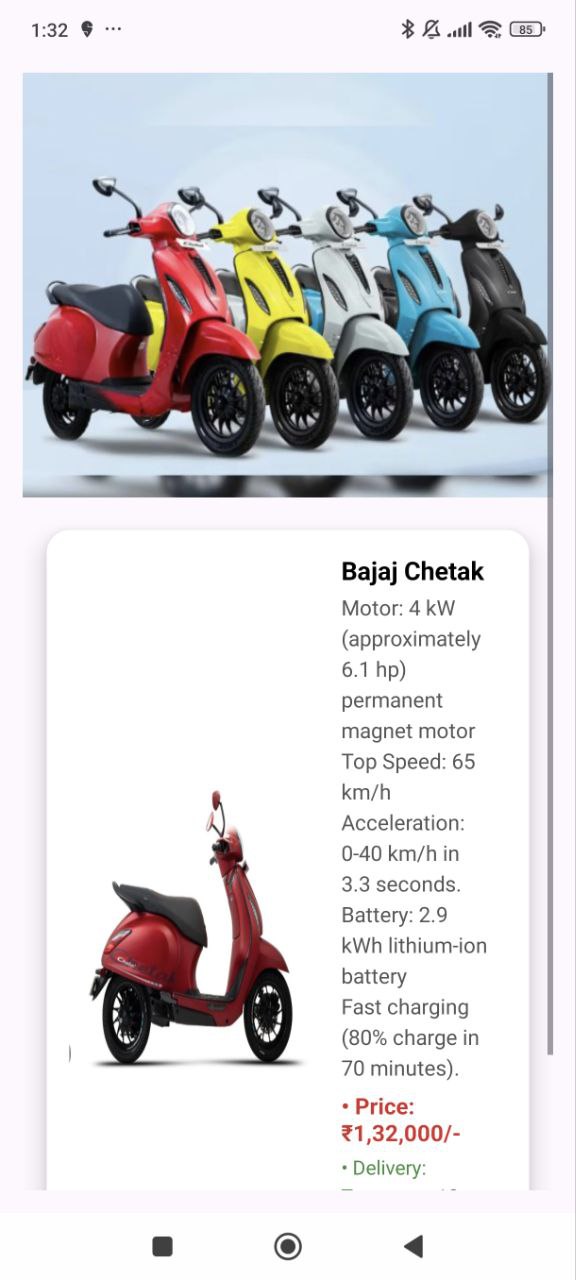 1:32
85
Bajaj Chetak
Motor: 4 kW
(approximately
6.1 hp)
permanent
magnet motor
Top Speed: 65
km/h
Acceleration:
0-40 km/h in
3.3 seconds.
Battery: 2.9
kWh lithium-ion
battery
Fast charging
(80% charge in
70 minutes).
• Price:
₹1,32,000/-
• Delivery: